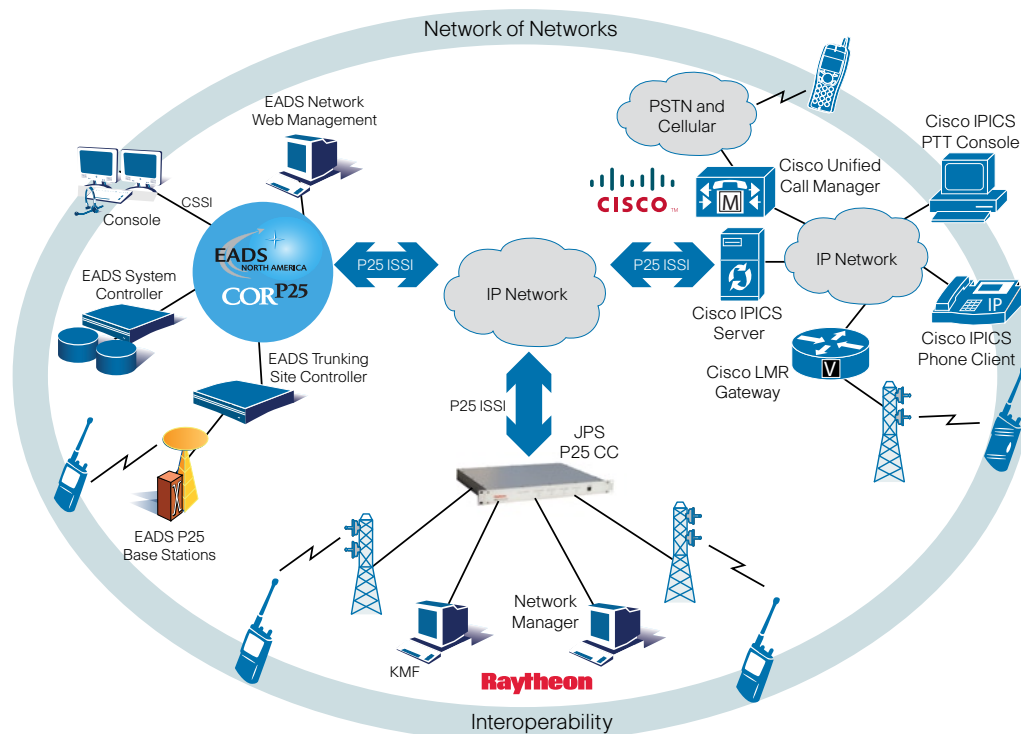 Network of Networks
EADS Network
Web Management
PSTN and
Cellular
Cisco IPICS
PTT Console
Cisco Unified
Call Manager
M
CISCO™
Console
CSSI
EADS
NORTH AMERICA
CORP25
P25 ISSI
IP Network
P25 ISSI
IP Network
EADS System
Controller
Cisco IPICS
Server
IP
Cisco IPICS
Phone Client
EADS Trunking
Site Controller
Cisco LMR
Gateway
V
P25 ISSI
JPS
P25 CC
EADS P25
Base Stations
Network
Manager
KMF
Raytheon
Interoperability